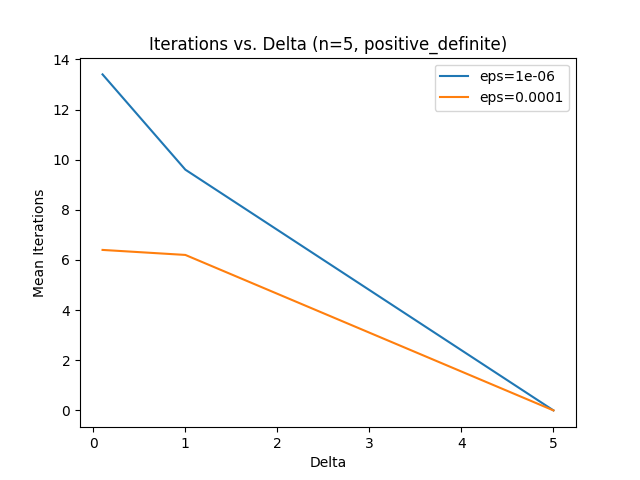 Iterations vs. Delta (n=5, positive_definite)
eps=1e-06
eps=0.0001
Mean Iterations
14
12
10
8
6
4
2
0
0 1 2 3 4 5
Delta